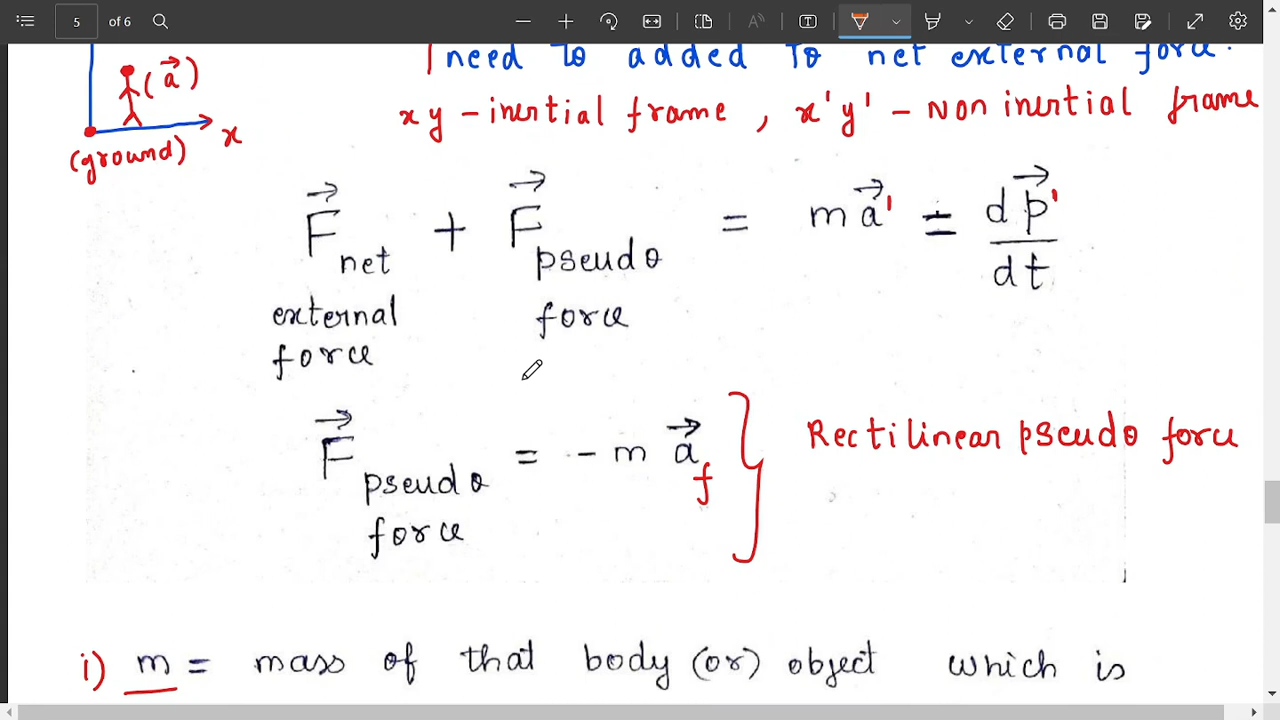 5 of 6
need to added to net external force.
(a⃗)
xy - inertial frame , x'y' - Non inertial frame
x
(ground)
F⃗ net external force + F⃗ pseudo force = m a⃗' = dp⃗'/dt
F⃗ pseudo force = - m a⃗f } Rectilinear pseudo force
i) m = mass of that body (or) object which is